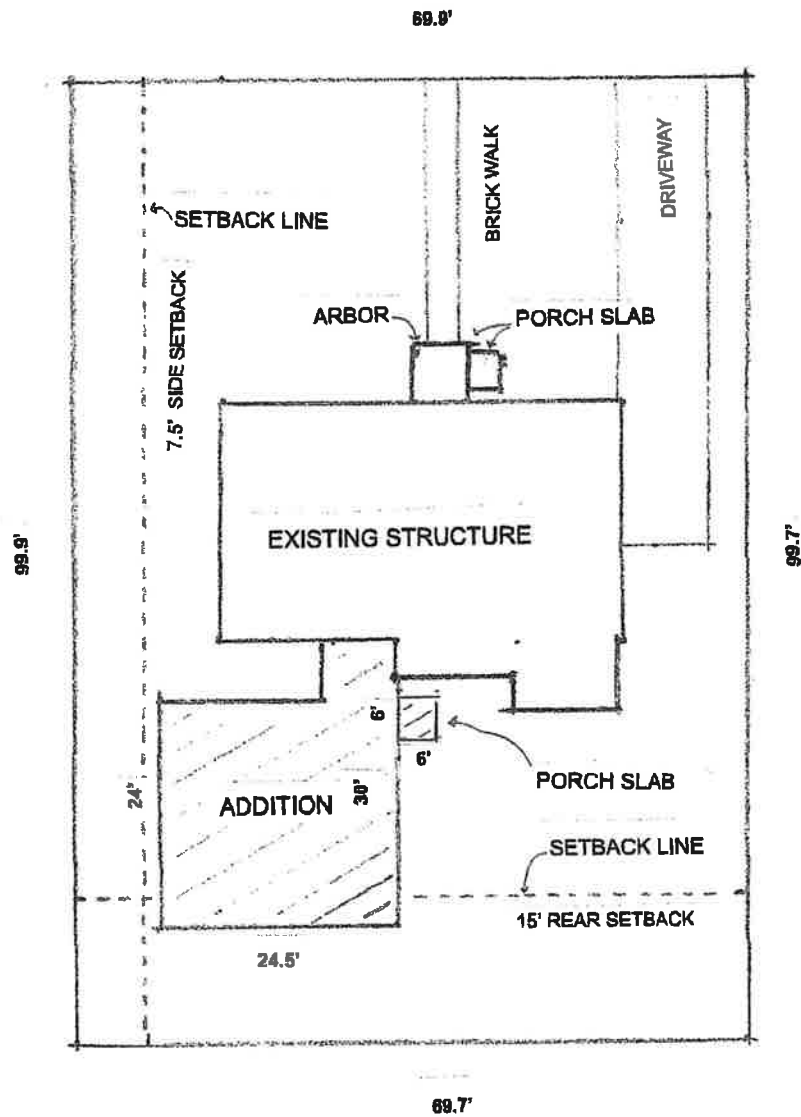 69.9'
BRICK WALK
DRIVEWAY
SETBACK LINE
7.5' SIDE SETBACK
ARBOR
PORCH SLAB
EXISTING STRUCTURE
99.9'
99.7'
6'
6'
PORCH SLAB
24'
ADDITION
30'
SETBACK LINE
15' REAR SETBACK
24.5'
69.7'